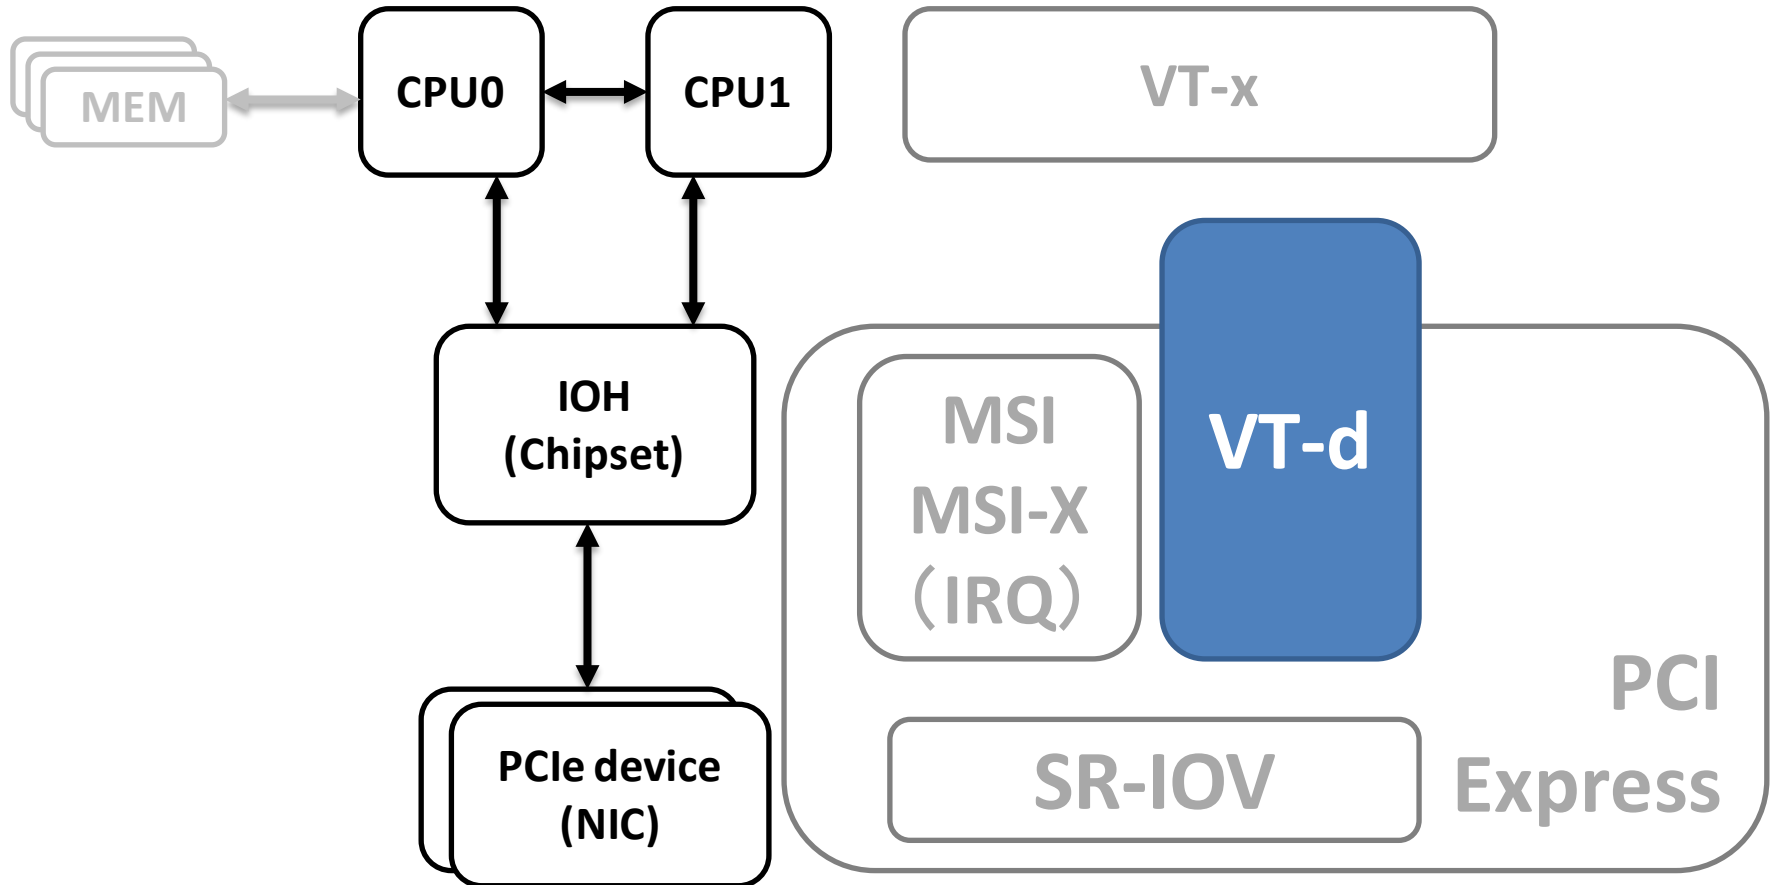 MEM
CPU0
CPU1
VT-x
IOH
(Chipset)
MSI
MSI-X
（IRQ）
VT-d
PCI
Express
SR-IOV
PCIe device
(NIC)